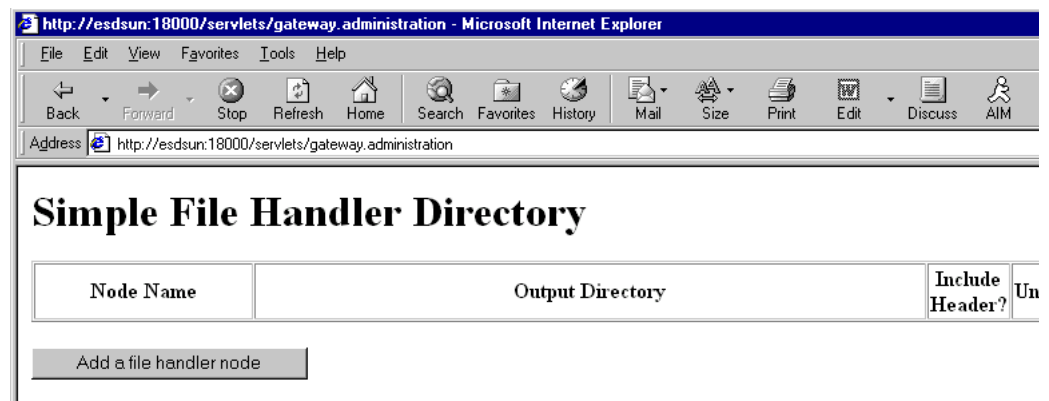 http://esdsun:18000/servlets/gateway.administration - Microsoft Internet Explorer
File Edit View Favorites Tools Help
Back Forward Stop Refresh Home Search Favorites History Mail Size Print Edit Discuss AIM
Address http://esdsun:18000/servlets/gateway.administration
Simple File Handler Directory
Node Name Output Directory Include Header? Un
Add a file handler node